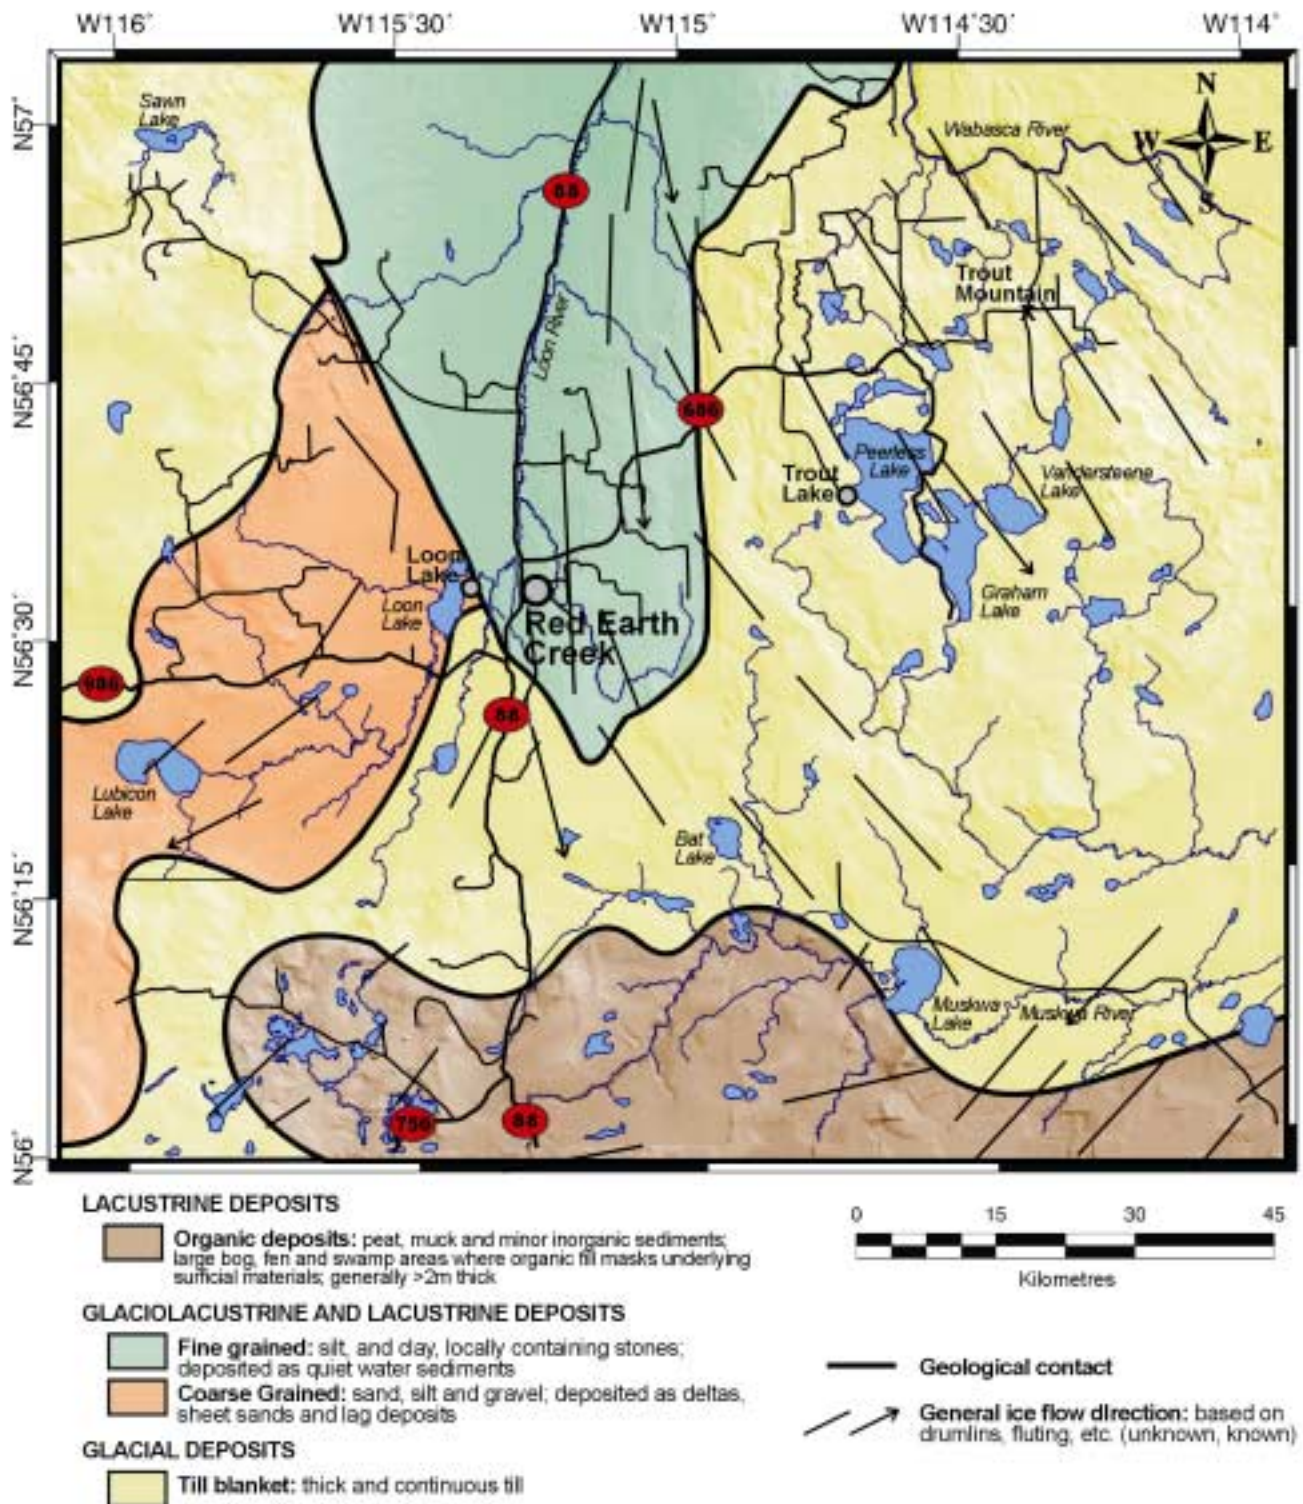 W116° W115°30' W115° W114°30' W114°
N57°
N56°45'
N56°30'
N56°15'
N56°
Sawn
Lake
Wabasca River
N
W E
S
88
Trout
Mountain
Loon River
686
Peerless
Lake
Trout
Lake
Vandersteene
Lake
Loon
Lake
Loon
Lake
Graham
Lake
Red Earth
Creek
986
88
Lubicon
Lake
Bat
Lake
Muskwa
Lake
Muskwa River
756
88
LACUSTRINE DEPOSITS
Organic deposits: peat, muck and minor inorganic sediments;
large bog, fen and swamp areas where organic fill masks underlying
surficial materials; generally >2m thick
0 15 30 45
Kilometres
GLACIOLACUSTRINE AND LACUSTRINE DEPOSITS
Fine grained: silt, and clay, locally containing stones;
deposited as quiet water sediments
Coarse Grained: sand, silt and gravel; deposited as deltas,
sheet sands and lag deposits
Geological contact
General ice flow direction: based on
drumlins, fluting, etc. (unknown, known)
GLACIAL DEPOSITS
Till blanket: thick and continuous till